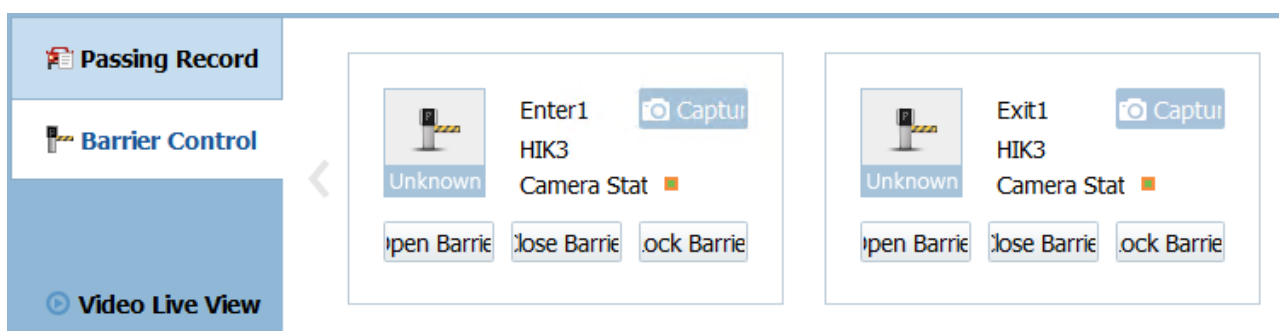 Passing Record
Barrier Control
Video Live View
Enter1
Captur
HIK3
Unknown
Camera Stat
pen Barrie
lose Barrie
ock Barrie
Exit1
Captur
HIK3
Unknown
Camera Stat
pen Barrie
lose Barrie
ock Barrie